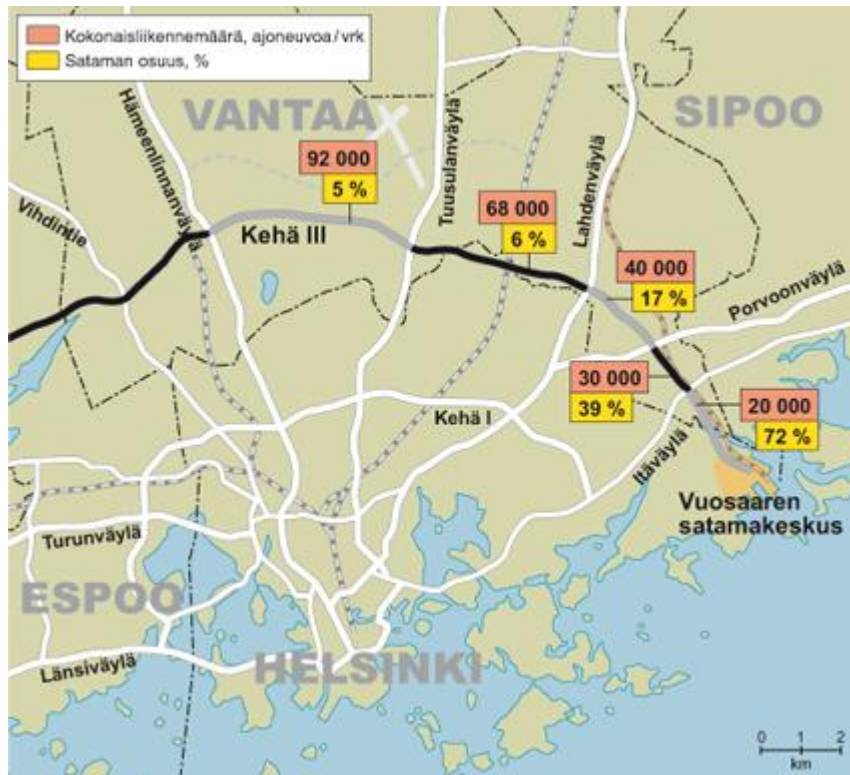 Kokonaisliikennemäärä, ajoneuvoa/vrk
Sataman osuus, %
VANTAA
SIPOO
Hämeenlinnanväylä
Tuusulanväylä
Lahdenväylä
92 000
5 %
68 000
6 %
Vihdintie
Kehä III
40 000
17 %
Porvoonväylä
30 000
39 %
20 000
72 %
Kehä I
Itäväylä
Vuosaaren
satamakeskus
Turunväylä
ESPOO
HELSINKI
Länsiväylä
0 1 2
km